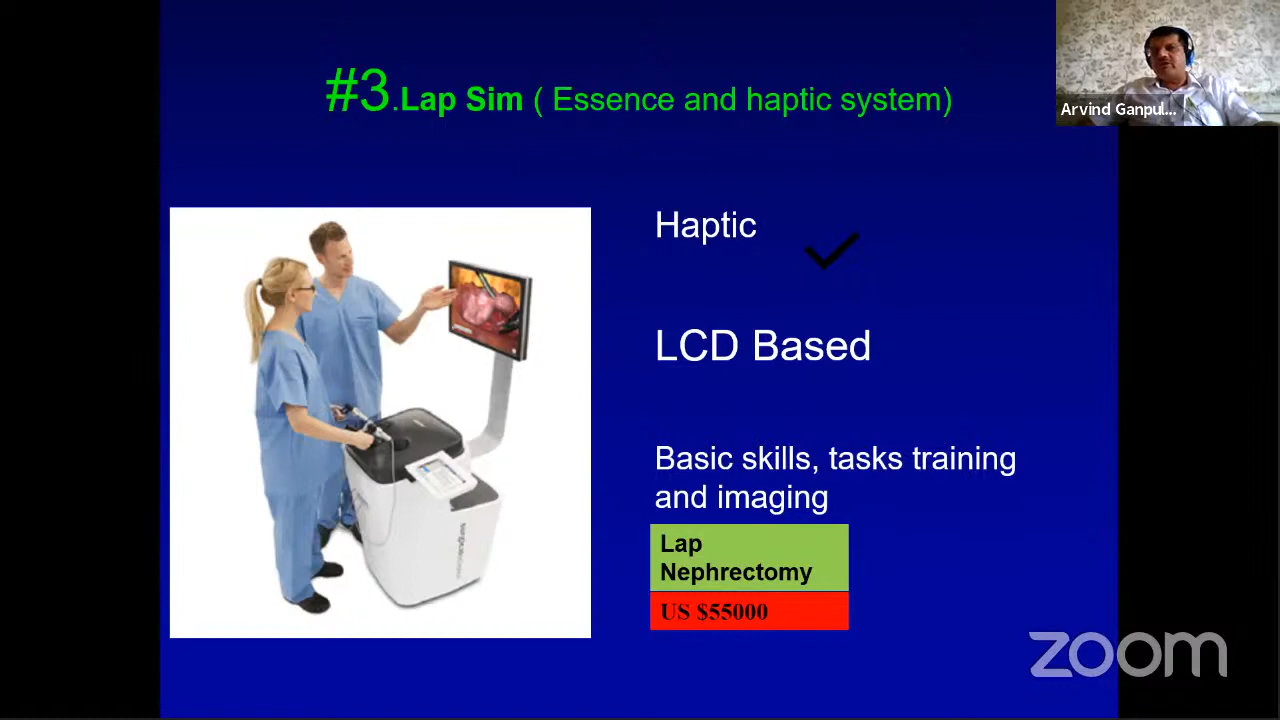 #3.Lap Sim ( Essence and haptic system)
Arvind Ganpul...
Haptic
LCD Based
Basic skills, tasks training
and imaging
Lap
Nephrectomy
US $55000
zoom